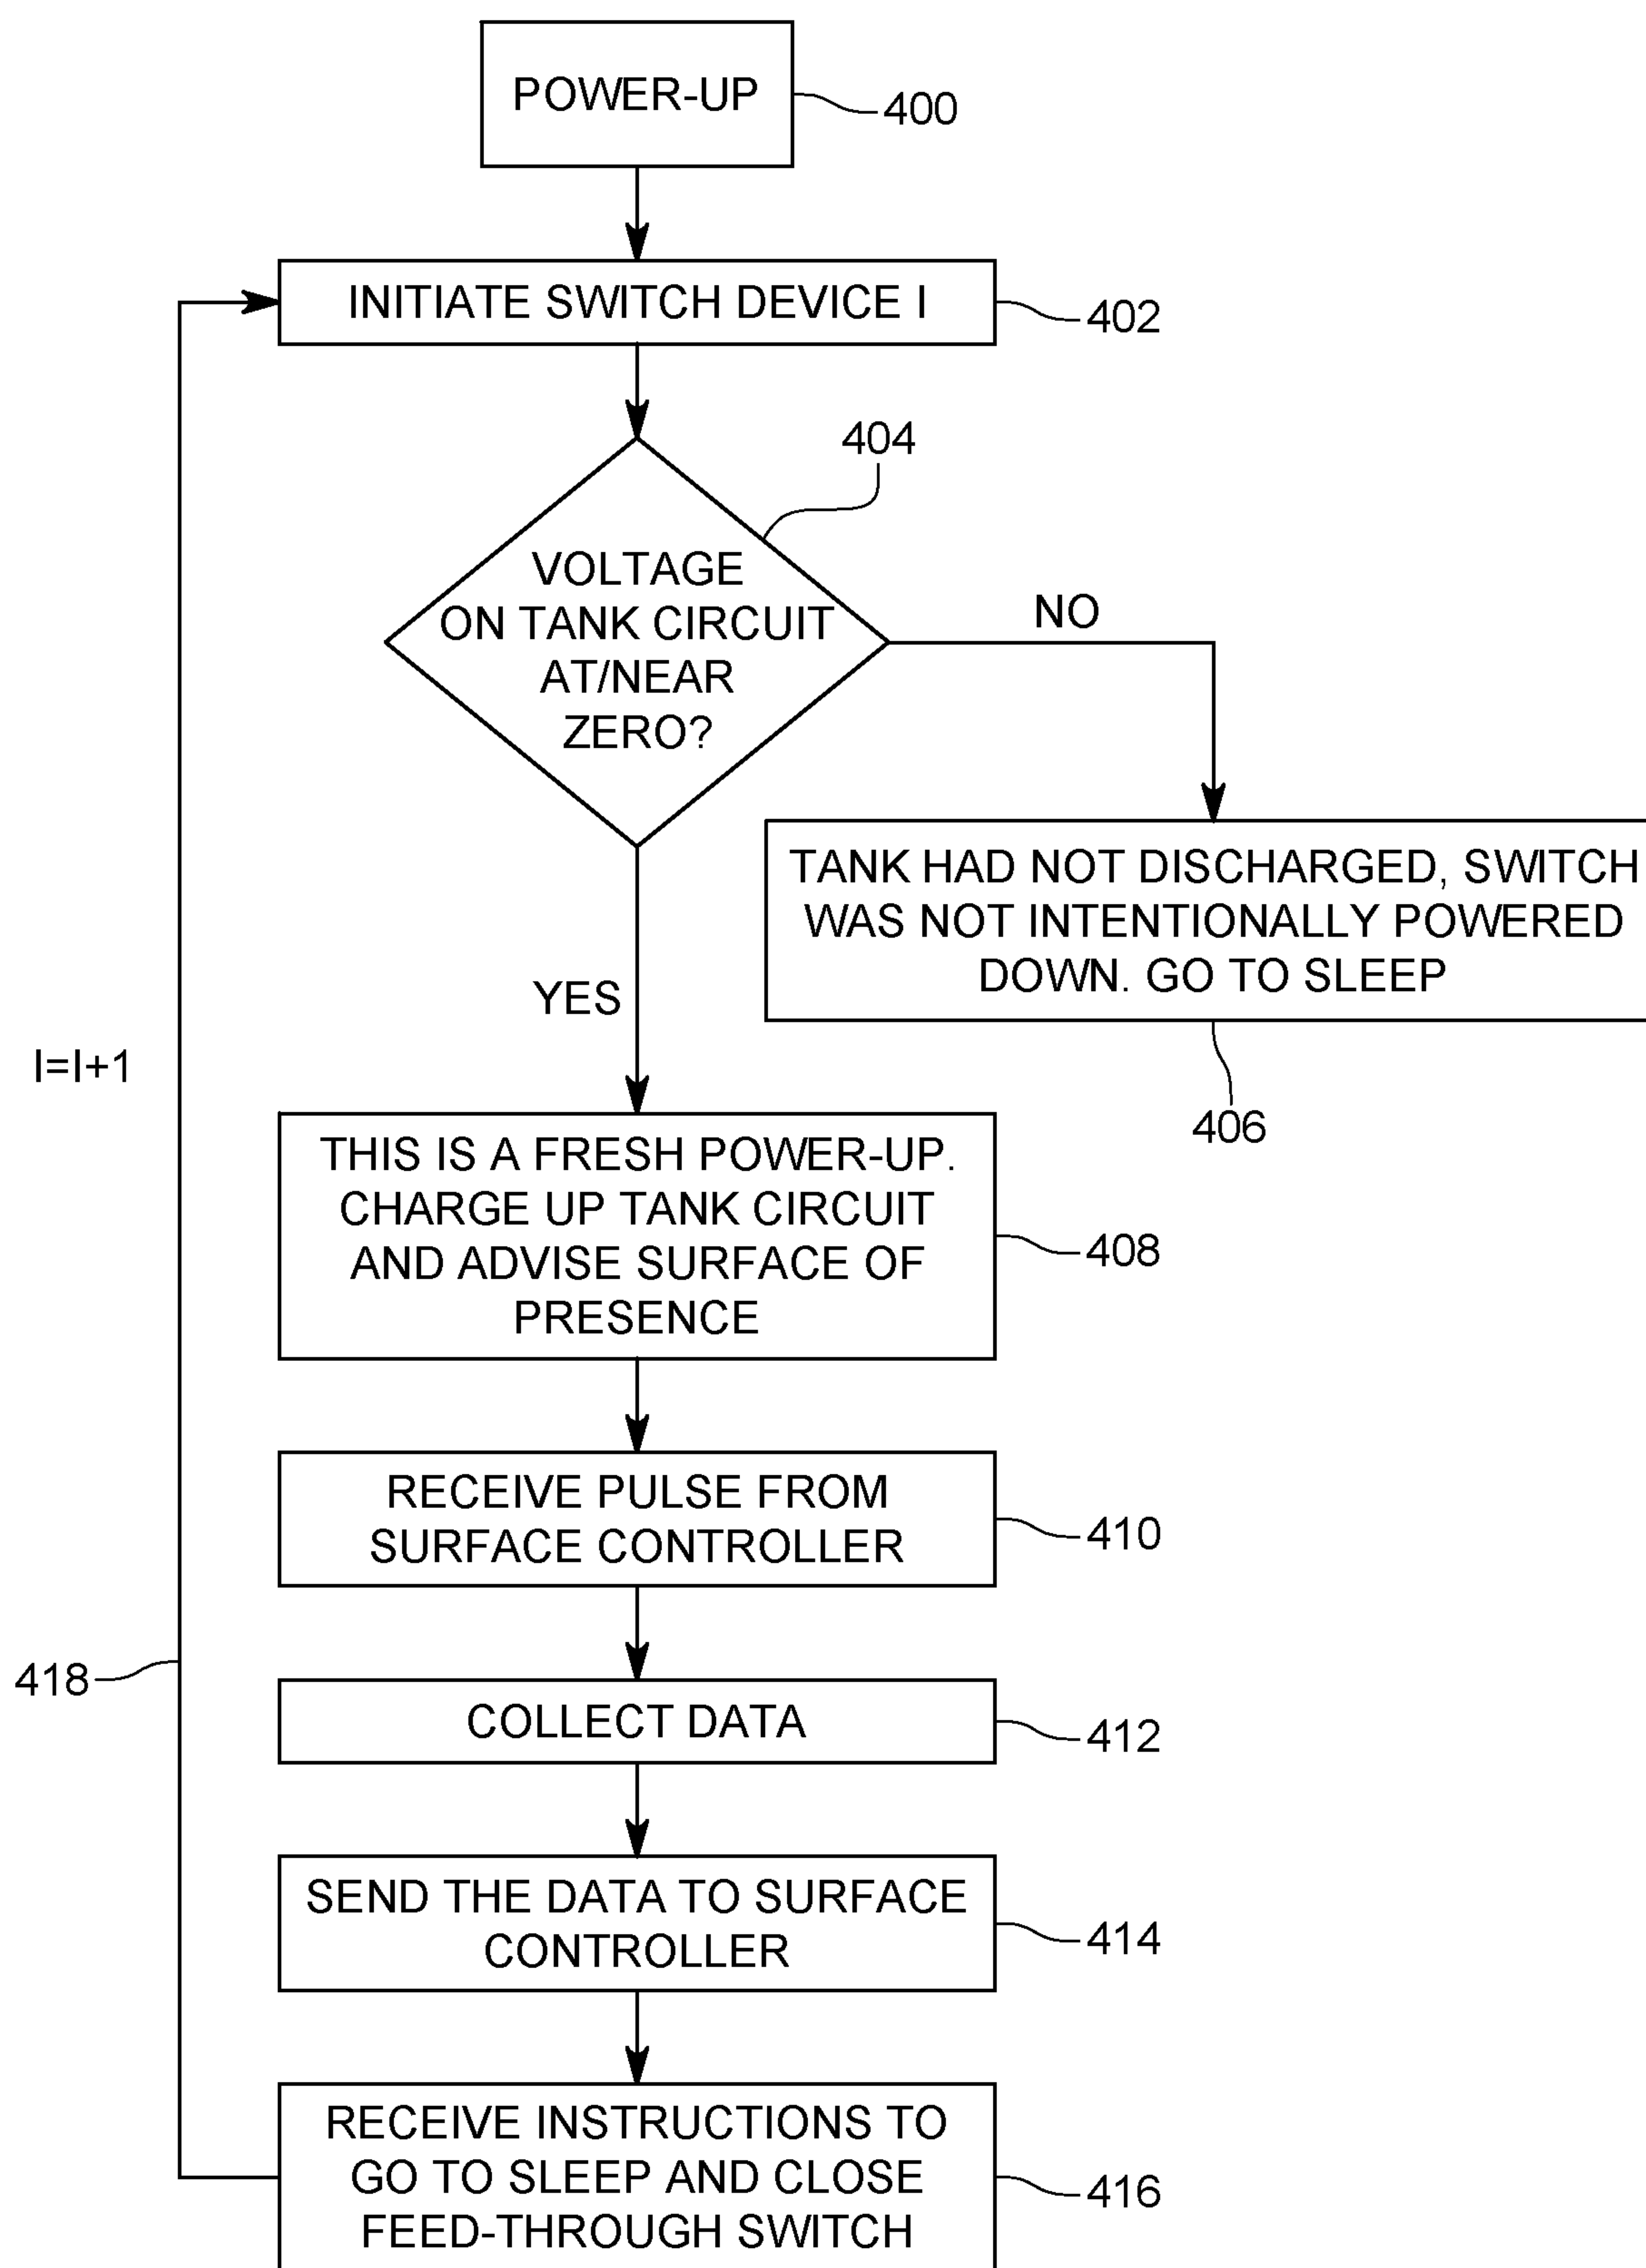 POWER-UP
400
INITIATE SWITCH DEVICE I
402
404
VOLTAGE
ON TANK CIRCUIT
AT/NEAR
ZERO?
NO
TANK HAD NOT DISCHARGED, SWITCH
WAS NOT INTENTIONALLY POWERED
DOWN. GO TO SLEEP
406
YES
I=I+1
THIS IS A FRESH POWER-UP.
CHARGE UP TANK CIRCUIT
AND ADVISE SURFACE OF
PRESENCE
408
RECEIVE PULSE FROM
SURFACE CONTROLLER
410
418
COLLECT DATA
412
SEND THE DATA TO SURFACE
CONTROLLER
414
RECEIVE INSTRUCTIONS TO
GO TO SLEEP AND CLOSE
FEED-THROUGH SWITCH
416